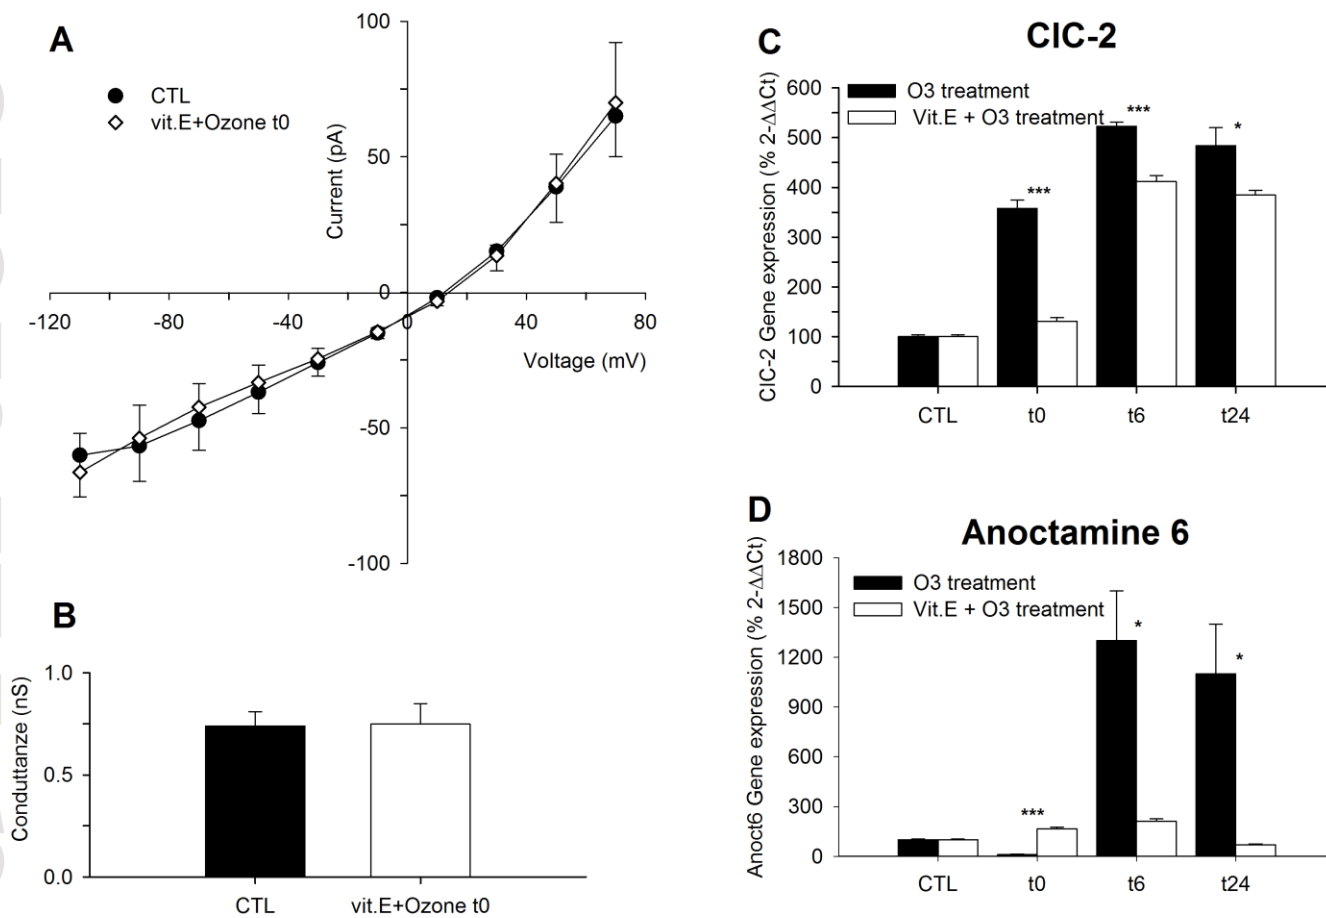 A
CTL
vit.E+Ozone t0
Current (pA)
100
50
0
-50
-100
-120
-80
-40
0
40
80
Voltage (mV)
B
Conduttanze (nS)
1.0
0.5
0.0
CTL
vit.E+Ozone t0
C
ClC-2
O3 treatment
Vit.E + O3 treatment
ClC-2 Gene expression (% 2-ΔΔCt)
600
500
400
300
200
100
0
***
***
*
CTL
t0
t6
t24
D
Anoctamine 6
O3 treatment
Vit.E + O3 treatment
Anoct6 Gene expression (% 2-ΔΔCt)
1800
1500
1200
900
600
300
0
***
*
*
CTL
t0
t6
t24